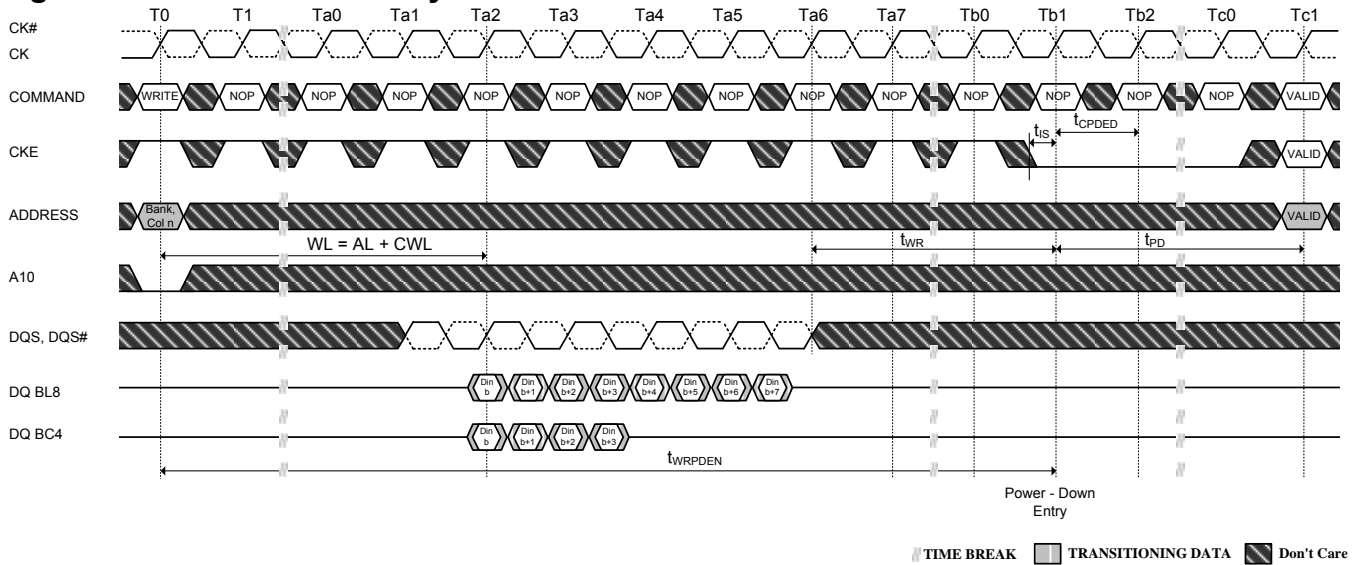 T0 T1 Ta0 Ta1 Ta2 Ta3 Ta4 Ta5 Ta6 Ta7 Tb0 Tb1 Tb2 Tc0 Tc1
CK#
CK
COMMAND WRITE NOP NOP NOP NOP NOP NOP NOP NOP NOP NOP NOP NOP NOP VALID
tIS tCPDED
CKE VALID
ADDRESS Bank, Col n VALID
WL = AL + CWL tWR tPD
A10
DQS, DQS#
DQ BL8 Din b Din b+1 Din b+2 Din b+3 Din b+4 Din b+5 Din b+6 Din b+7
DQ BC4 Din b Din b+1 Din b+2 Din b+3
tWRPDEN
Power - Down
Entry
TIME BREAK TRANSITIONING DATA Don't Care